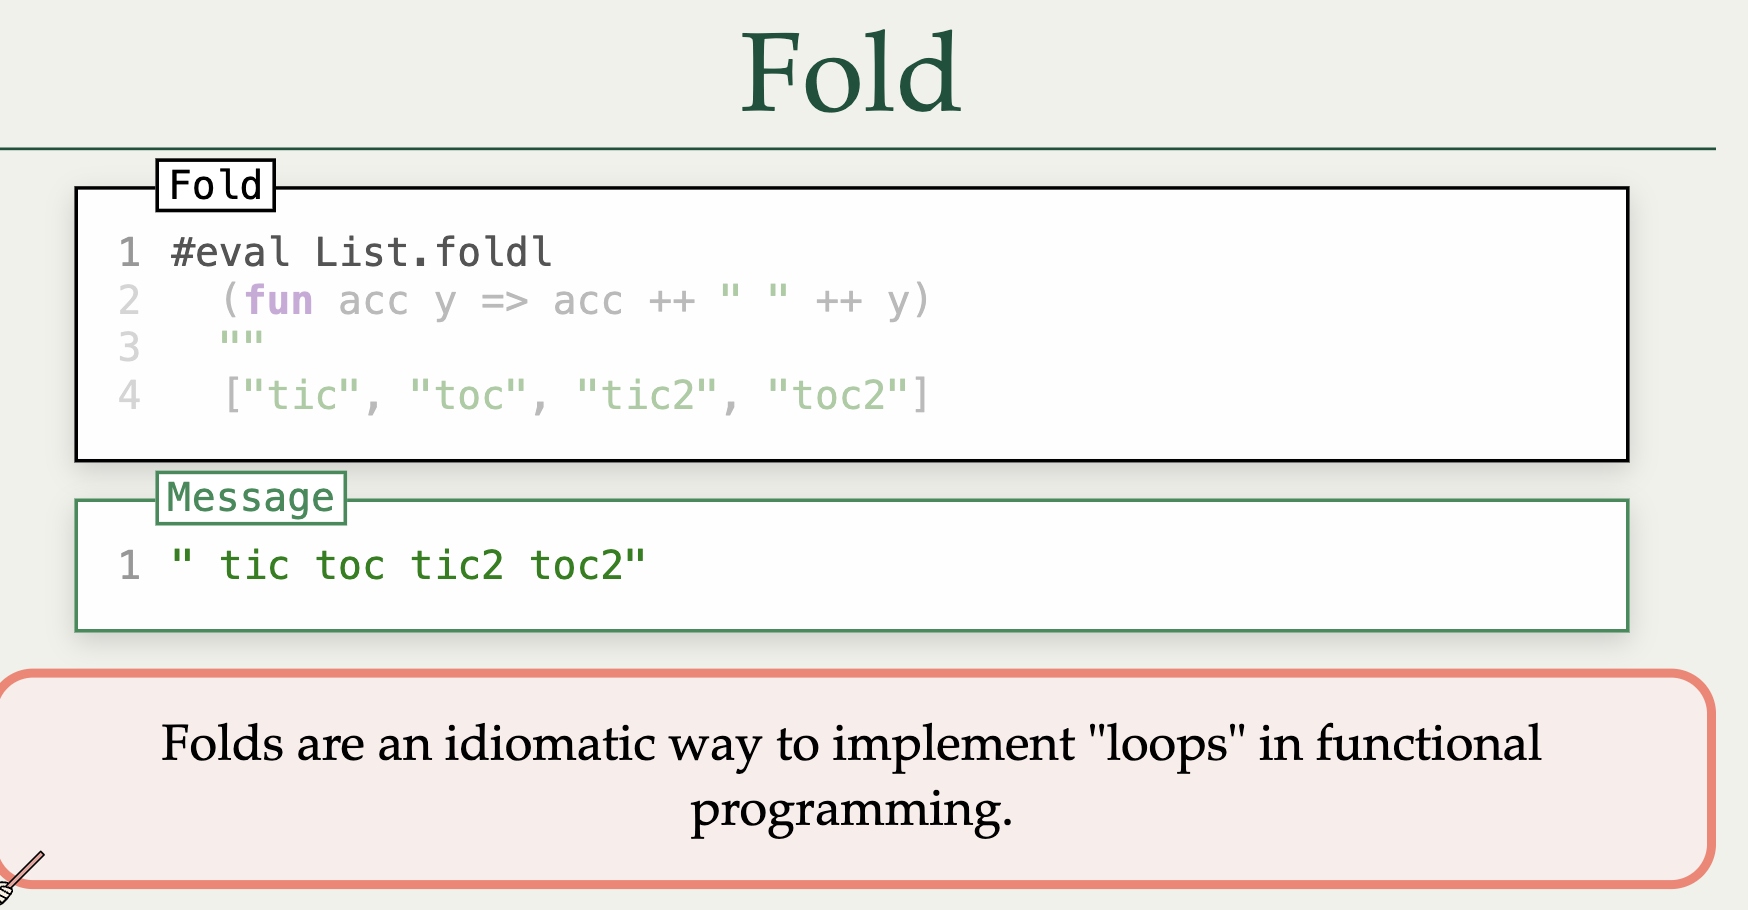 Fold
Fold
1 #eval List.foldl
2   (fun acc y => acc ++ " " ++ y)
3   ""
4   ["tic", "toc", "tic2", "toc2"]
Message
1 " tic toc tic2 toc2"
Folds are an idiomatic way to implement "loops" in functional
programming.